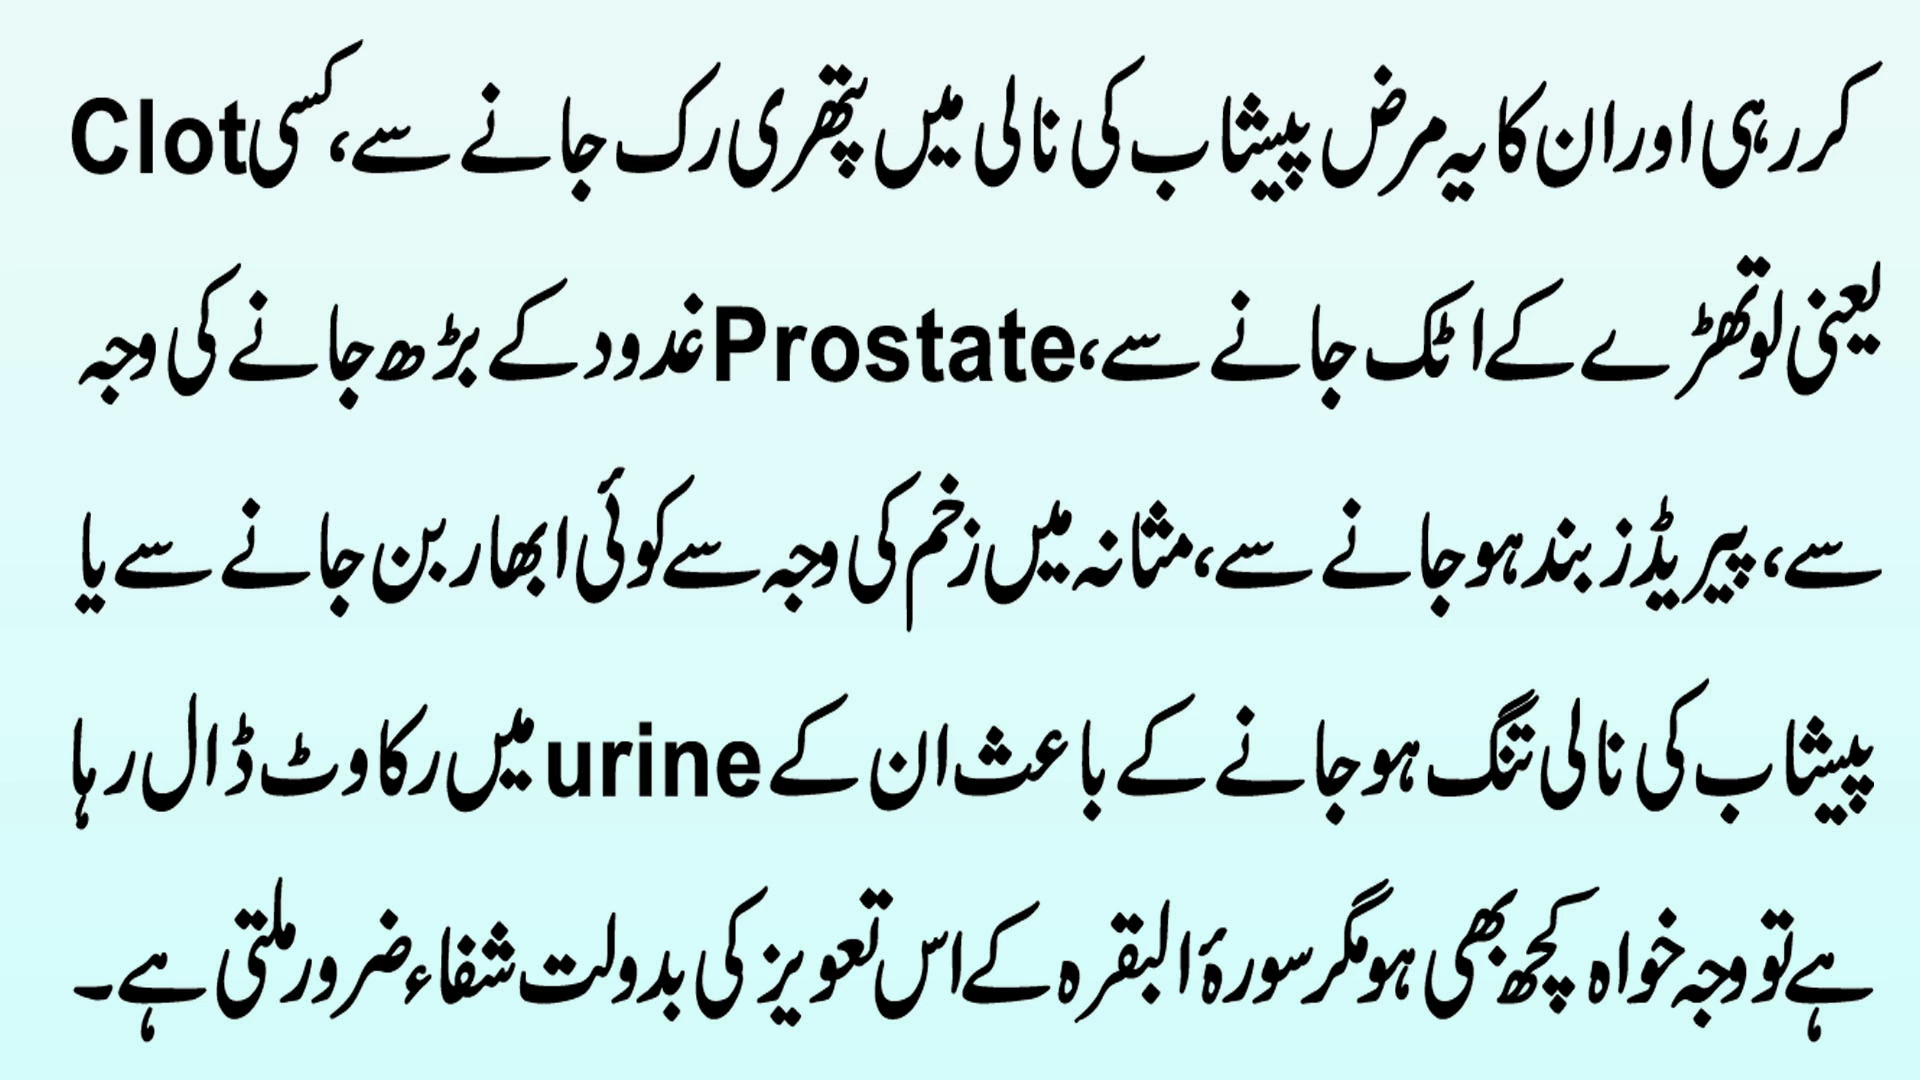 کر رہی اور ان کا یہ مرض پیشاب کی نالی میں پتھری رک جانے سے، کسی Clot
یعنی لوتھڑے کے اٹک جانے سے، Prostate غدود کے بڑھ جانے کی وجہ
سے، پیریڈز بند ہو جانے سے، مثانہ میں زخم کی وجہ سے کوئی ابھار بن جانے سے یا
پیشاب کی نالی تنگ ہو جانے کے باعث ان کے urine میں رکاوٹ ڈال رہا
ہے تو وجہ خواہ کچھ بھی ہو مگر سورۂ البقرہ کے اس تعویز کی بدولت شفاء ضرور ملتی ہے۔